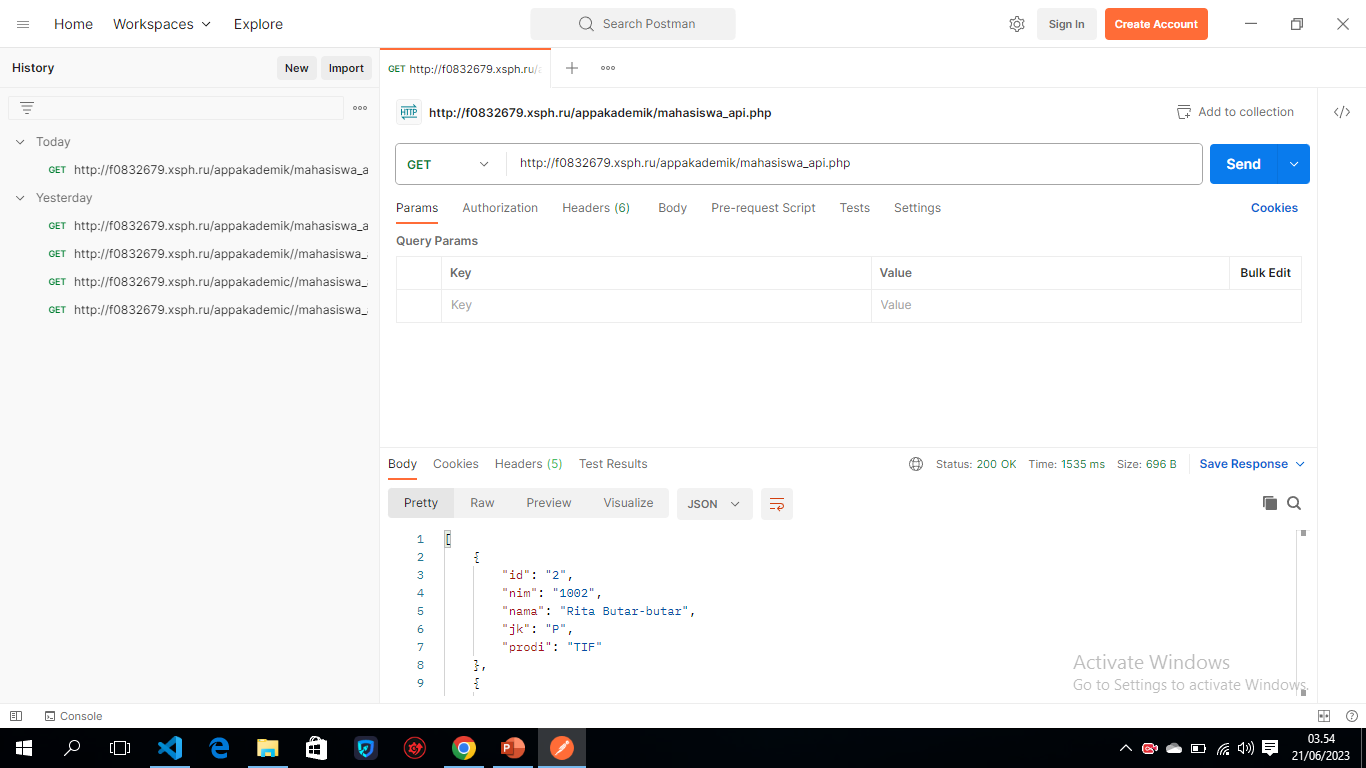 Home Workspaces Explore Search Postman Sign In Create Account
History New Import
GET http://f0832679.xsph.ru/a
HTTP http://f0832679.xsph.ru/appakademik/mahasiswa_api.php Add to collection </>
Today
GET http://f0832679.xsph.ru/appakademik/mahasiswa_a
Yesterday
GET http://f0832679.xsph.ru/appakademik/mahasiswa_a
GET http://f0832679.xsph.ru/appakademik//mahasiswa_
GET http://f0832679.xsph.ru/appakademic//mahasiswa_
GET http://f0832679.xsph.ru/appakademic//mahasiswa_
GET http://f0832679.xsph.ru/appakademik/mahasiswa_api.php Send
Params Authorization Headers (6) Body Pre-request Script Tests Settings Cookies
Query Params
Key Value Bulk Edit
Key Value
Body Cookies Headers (5) Test Results Status: 200 OK Time: 1535 ms Size: 696 B Save Response
Pretty Raw Preview Visualize JSON
1 [
2 {
3 "id": "2",
4 "nim": "1002",
5 "nama": "Rita Butar-butar",
6 "jk": "P",
7 "prodi": "TIF"
8 },
9 {
Activate Windows
Go to Settings to activate Windows.
Console
03.54
21/06/2023